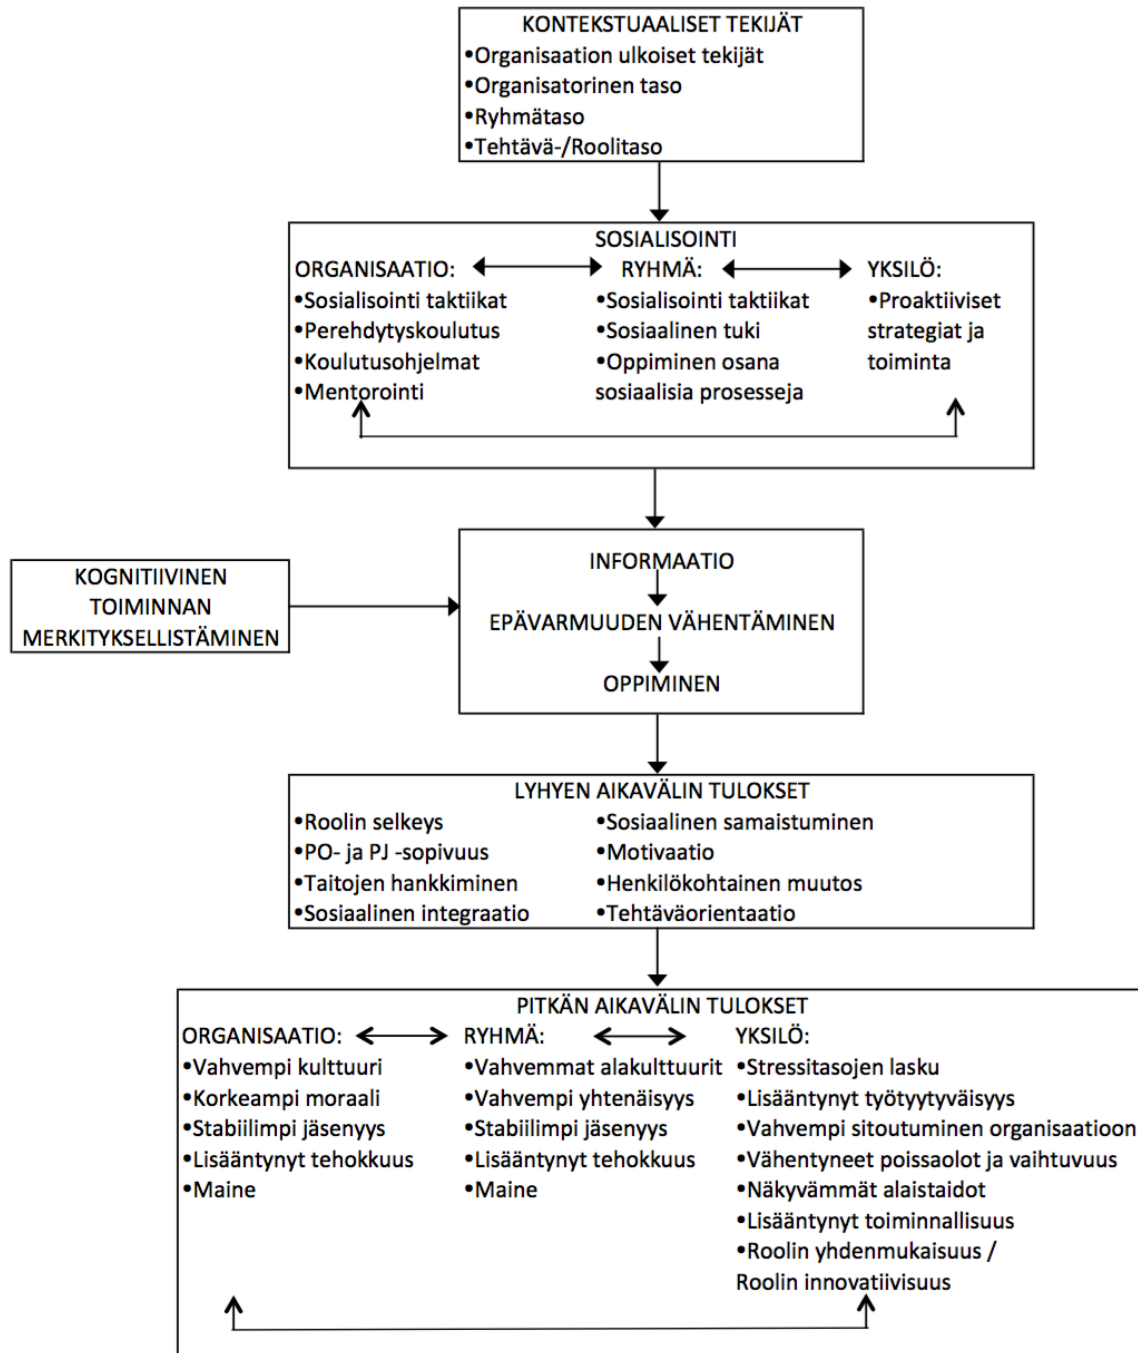 KONTEKSTUAALISET TEKIJÄT
•Organisaation ulkoiset tekijät
•Organisatorinen taso
•Ryhmätaso
•Tehtävä-/Roolitaso
SOSIALISOINTI
ORGANISAATIO:
•Sosialisointi taktiikat
•Perehdytyskoulutus
•Koulutusohjelmat
•Mentorointi
RYHMÄ:
•Sosialisointi taktiikat
•Sosiaalinen tuki
•Oppiminen osana
sosiaalisia prosesseja
YKSILÖ:
•Proaktiiviset
strategiat ja
toiminta
KOGNITIIVINEN
TOIMINNAN
MERKITYKSELLISTÄMINEN
INFORMAATIO
EPÄVARMUUDEN VÄHENTÄMINEN
OPPIMINEN
LYHYEN AIKAVÄLIN TULOKSET
•Roolin selkeys
•PO- ja PJ -sopivuus
•Taitojen hankkiminen
•Sosiaalinen integraatio
•Sosiaalinen samaistuminen
•Motivaatio
•Henkilökohtainen muutos
•Tehtäväorientaatio
PITKÄN AIKAVÄLIN TULOKSET
ORGANISAATIO:
•Vahvempi kulttuuri
•Korkeampi moraali
•Stabiilimpi jäsenyys
•Lisääntynyt tehokkuus
•Maine
RYHMÄ:
•Vahvemmat alakulttuurit
•Vahvempi yhtenäisyys
•Stabiilimpi jäsenyys
•Lisääntynyt tehokkuus
•Maine
YKSILÖ:
•Stressitasojen lasku
•Lisääntynyt työtyytyväisyys
•Vahvempi sitoutuminen organisaatioon
•Vähentyneet poissaolot ja vaihtuvuus
•Näkyvämmät alaistaidot
•Lisääntynyt toiminnallisuus
•Roolin yhdenmukaisuus /
Roolin innovatiivisuus